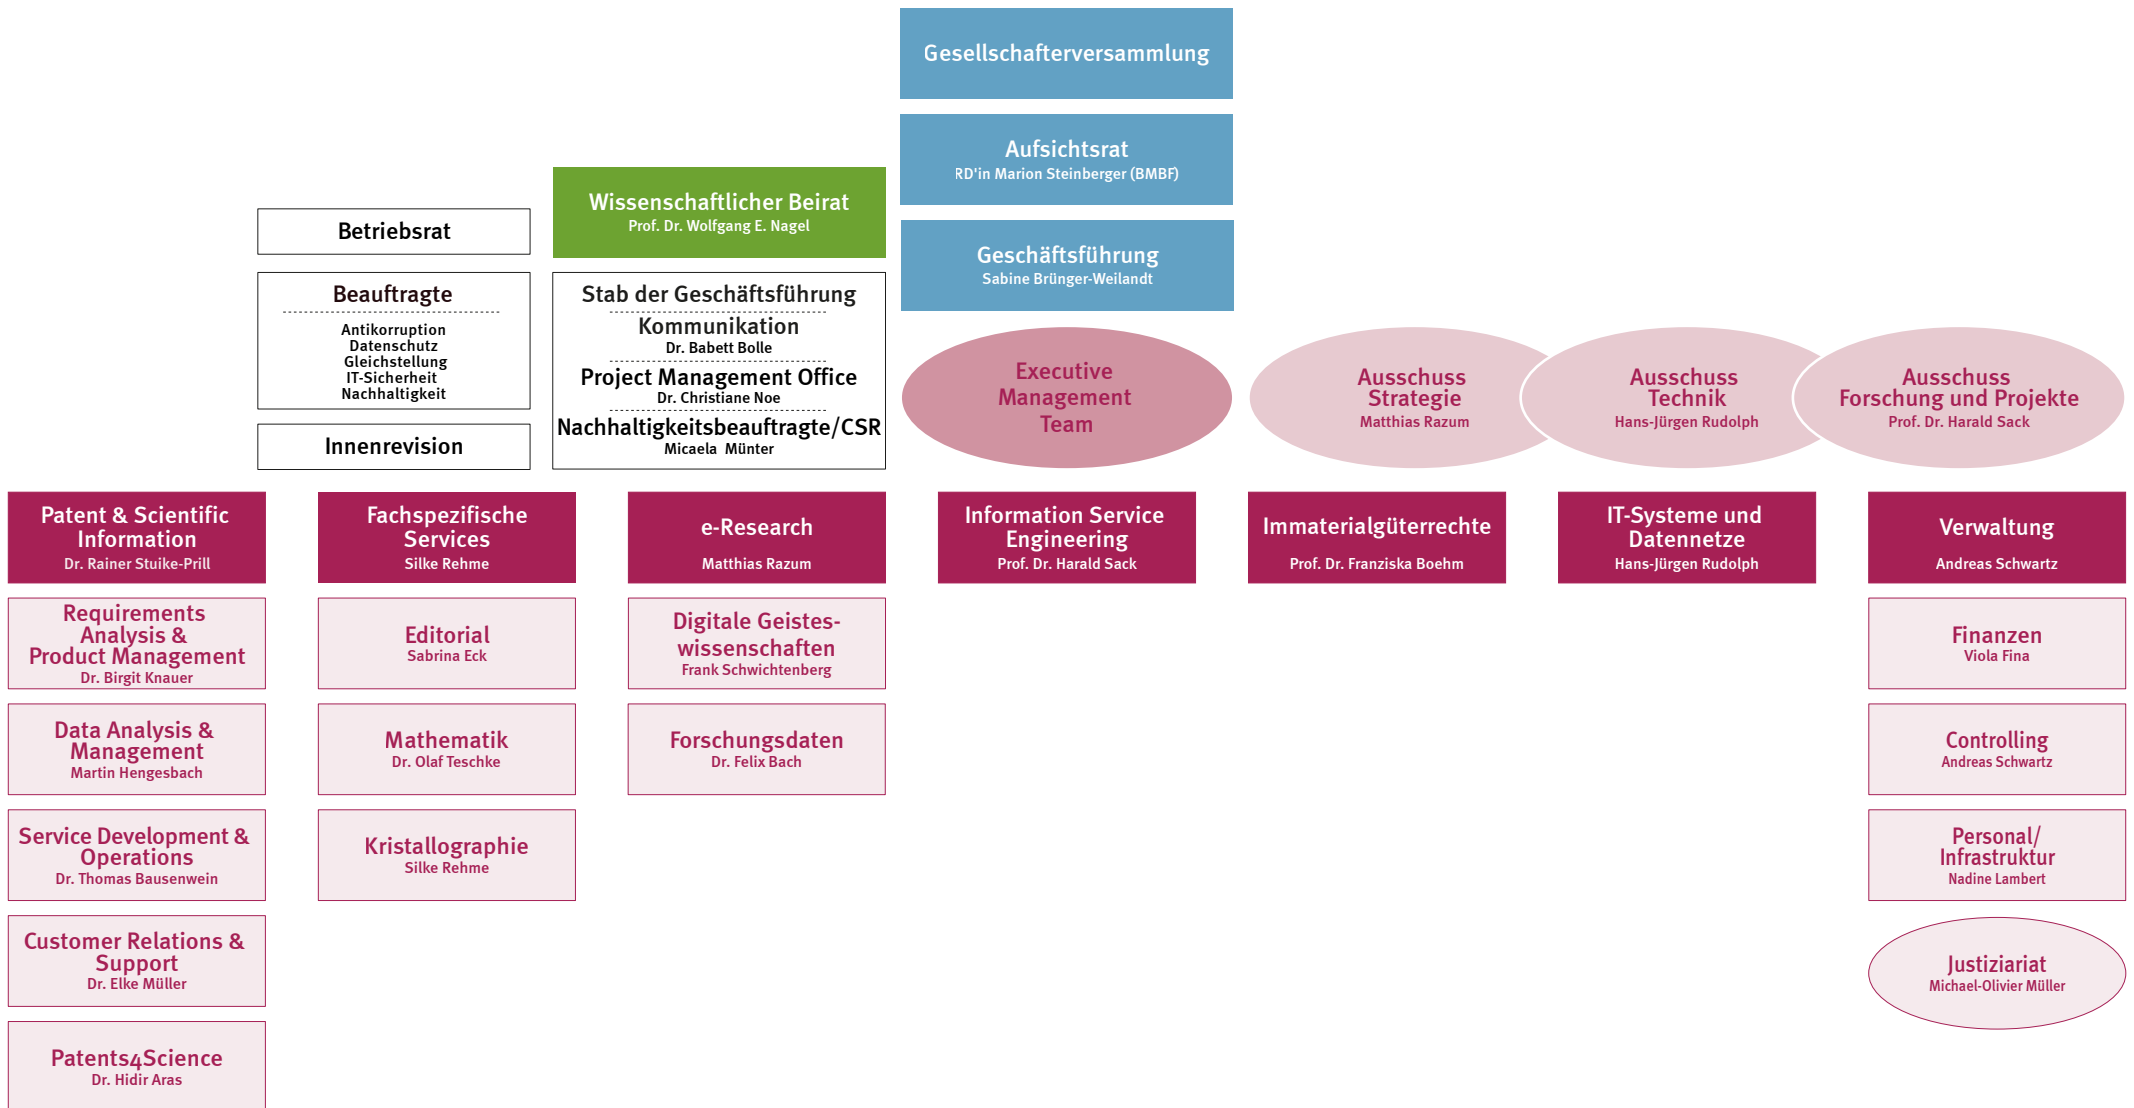 Gesellschafterversammlung
Aufsichtsrat
RD'in Marion Steinberger (BMBF)
Wissenschaftlicher Beirat
Prof. Dr. Wolfgang E. Nagel
Betriebsrat
Geschäftsführung
Sabine Brünger-Weilandt
Beauftragte
Antikorruption
Datenschutz
Gleichstellung
IT-Sicherheit
Nachhaltigkeit
Innenrevision
Stab der Geschäftsführung
Kommunikation
Dr. Babett Bolle
Project Management Office
Dr. Christiane Noe
Nachhaltigkeitsbeauftragte/CSR
Micaela Münter
Executive
Management
Team
Ausschuss
Strategie
Matthias Razum
Ausschuss
Technik
Hans-Jürgen Rudolph
Ausschuss
Forschung und Projekte
Prof. Dr. Harald Sack
Patent & Scientific
Information
Dr. Rainer Stuike-Prill
Requirements
Analysis &
Product Management
Dr. Birgit Knauer
Data Analysis &
Management
Martin Hengesbach
Service Development &
Operations
Dr. Thomas Bausenwein
Customer Relations &
Support
Dr. Elke Müller
Patents4Science
Dr. Hidir Aras
Fachspezifische
Services
Silke Rehme
Editorial
Sabrina Eck
Mathematik
Dr. Olaf Teschke
Kristallographie
Silke Rehme
e-Research
Matthias Razum
Digitale Geistes-
wissenschaften
Frank Schwichtenberg
Forschungsdaten
Dr. Felix Bach
Information Service
Engineering
Prof. Dr. Harald Sack
Immaterialgüterrechte
Prof. Dr. Franziska Boehm
IT-Systeme und
Datennetze
Hans-Jürgen Rudolph
Verwaltung
Andreas Schwartz
Finanzen
Viola Fina
Controlling
Andreas Schwartz
Personal/
Infrastruktur
Nadine Lambert
Justiziariat
Michael-Olivier Müller